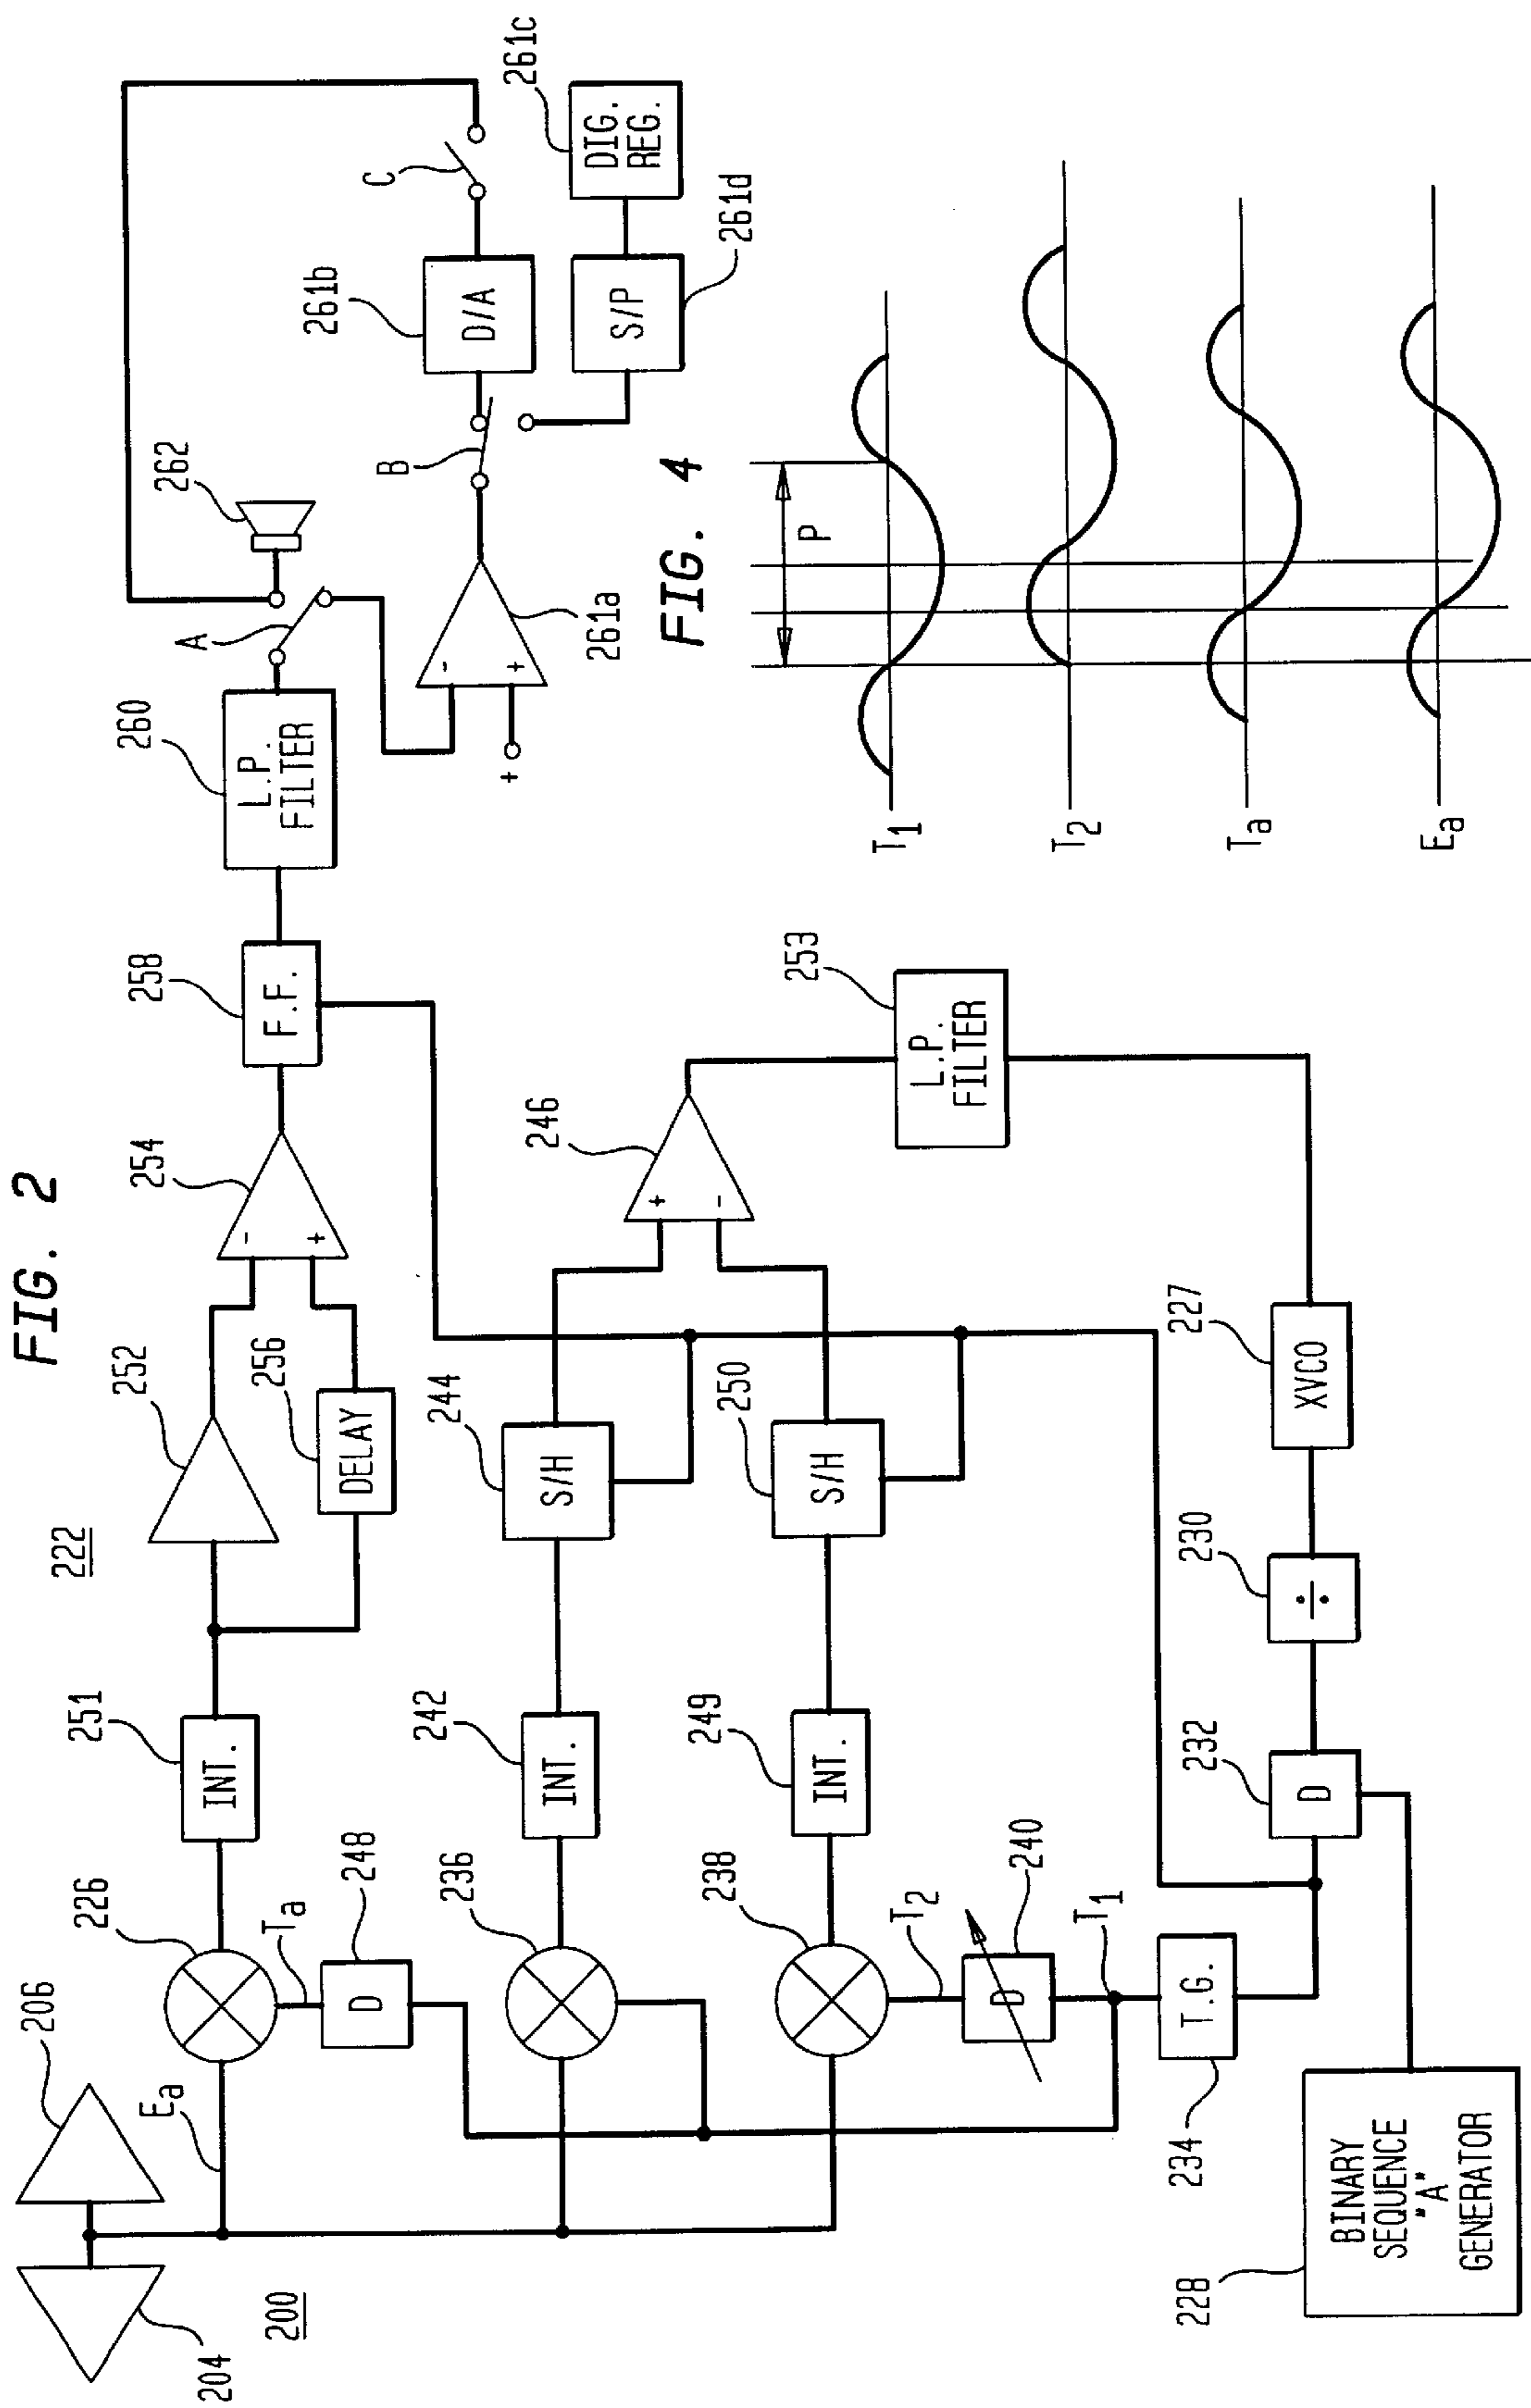 FIG. 2
204
206
200
222
Ea
226
Ta
248
D
251
INT.
252
256
DELAY
254
-
+
258
F.F.
260
L.P.
FILTER
A
262
-
+
+
261a
B
261b
D/A
C
S/P
261d
261c
DIG.
REG.
236
242
INT.
244
S/H
246
+
-
253
L.P.
FILTER
238
249
INT.
250
S/H
T2
240
D
T1
234
T.G.
228
BINARY
SEQUENCE
"A"
GENERATOR
232
D
230
÷
227
XVCO
FIG. 4
P
T1
T2
Ta
Ea